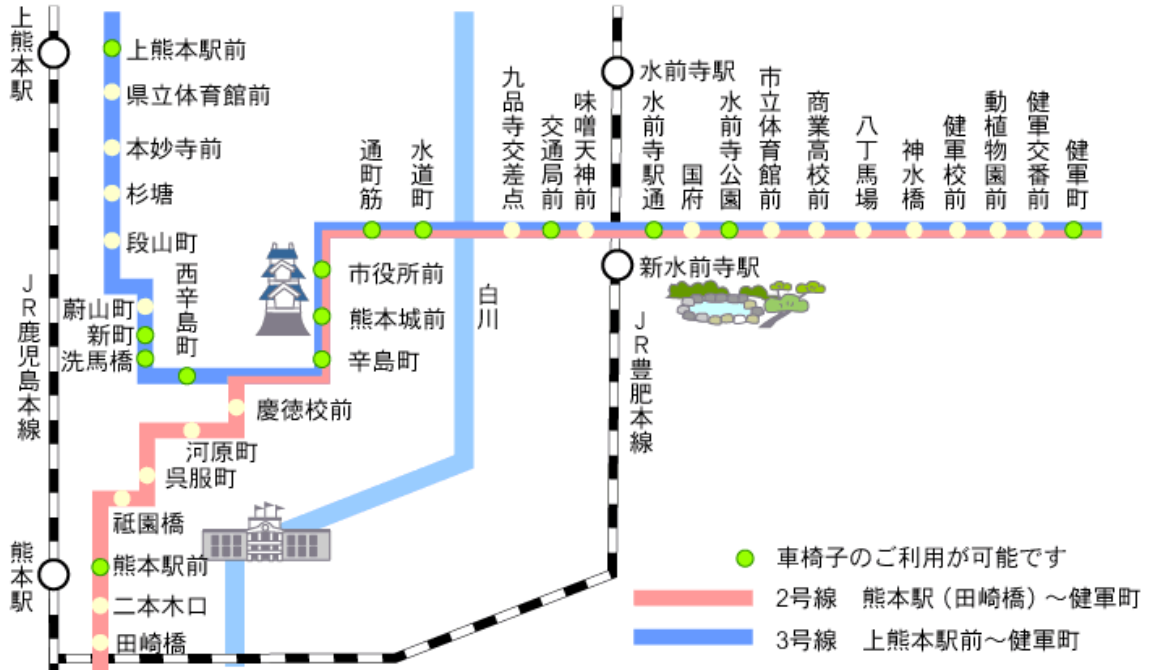 上熊本駅
上熊本駅前
県立体育館前
本妙寺前
杉塘
段山町
蔚山町
新町
洗馬橋
西辛島町
JR鹿児島本線
通町筋
水道町
九品寺交差点
交通局前
味噌天神前
水前寺駅
水前寺駅通
国府
水前寺公園
市立体育館前
商業高校前
八丁馬場
神水橋
健軍校前
動植物園前
健軍交番前
健軍町
市役所前
熊本城前
辛島町
白川
新水前寺駅
JR豊肥本線
慶徳校前
河原町
呉服町
祗園橋
熊本駅
熊本駅前
二本木口
田崎橋
車椅子のご利用が可能です
2号線 熊本駅(田崎橋)~健軍町
3号線 上熊本駅前~健軍町